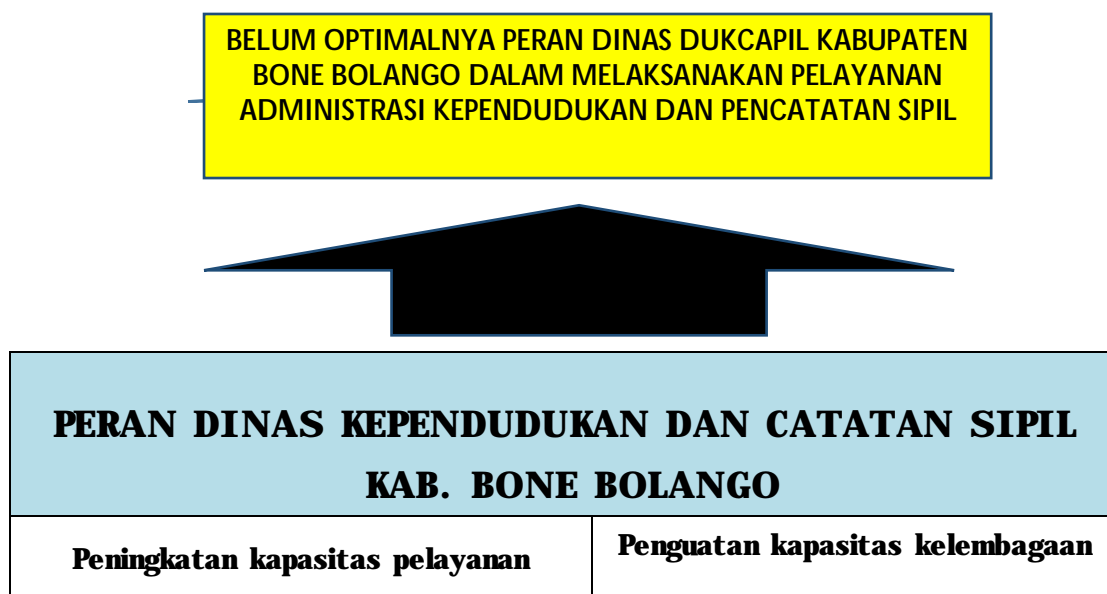 BELUM OPTIMALNYA PERAN DINAS DUKCAPIL KABUPATEN
BONE BOLANGO DALAM MELAKSANAKAN PELAYANAN
ADMINISTRASI KEPENDUDUKAN DAN PENCATATAN SIPIL
PERAN DINAS KEPENDUDUKAN DAN CATATAN SIPIL
KAB. BONE BOLANGO
Peningkatan kapasitas pelayanan
Penguatan kapasitas kelembagaan